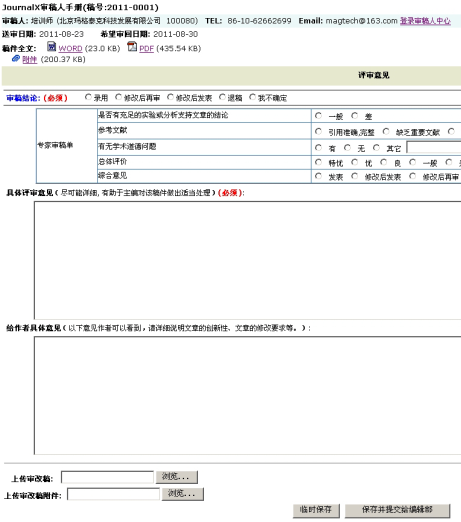 JournalX审稿人手册(稿号:2011-0001)
审稿人: 培训师 (北京玛格泰克科技发展有限公司 100080) TEL: 86-10-62662699 Email: magtech@163.com 登录审稿人中心
送审日期: 2011-08-23 希望审回日期: 2011-08-30
稿件全文: WORD (23.0 KB) PDF (435.54 KB)
附件 (200.37 KB)
评审意见
审稿结论: (必须) 录用 修改后再审 修改后发表 退稿 我不确定
专家审稿单
是否有充足的实验或分析支持文章的结论 一般 差
参考文献 引用准确,完整 缺乏重要文献
有无学术道德问题 有 无 其它
总体评价 特优 优 良 一般
综合意见 发表 修改后发表 修改后再审
具体评审意见( 尽可能详细, 有助于主编对该稿件做出适当处理 ) (必须):
给作者具体意见( 以下意见作者可以看到, 请详细说明文章的创新性、文章的修改要求等。):
上传审改稿: 浏览...
上传审改稿附件: 浏览...
临时保存 保存并提交给编辑部